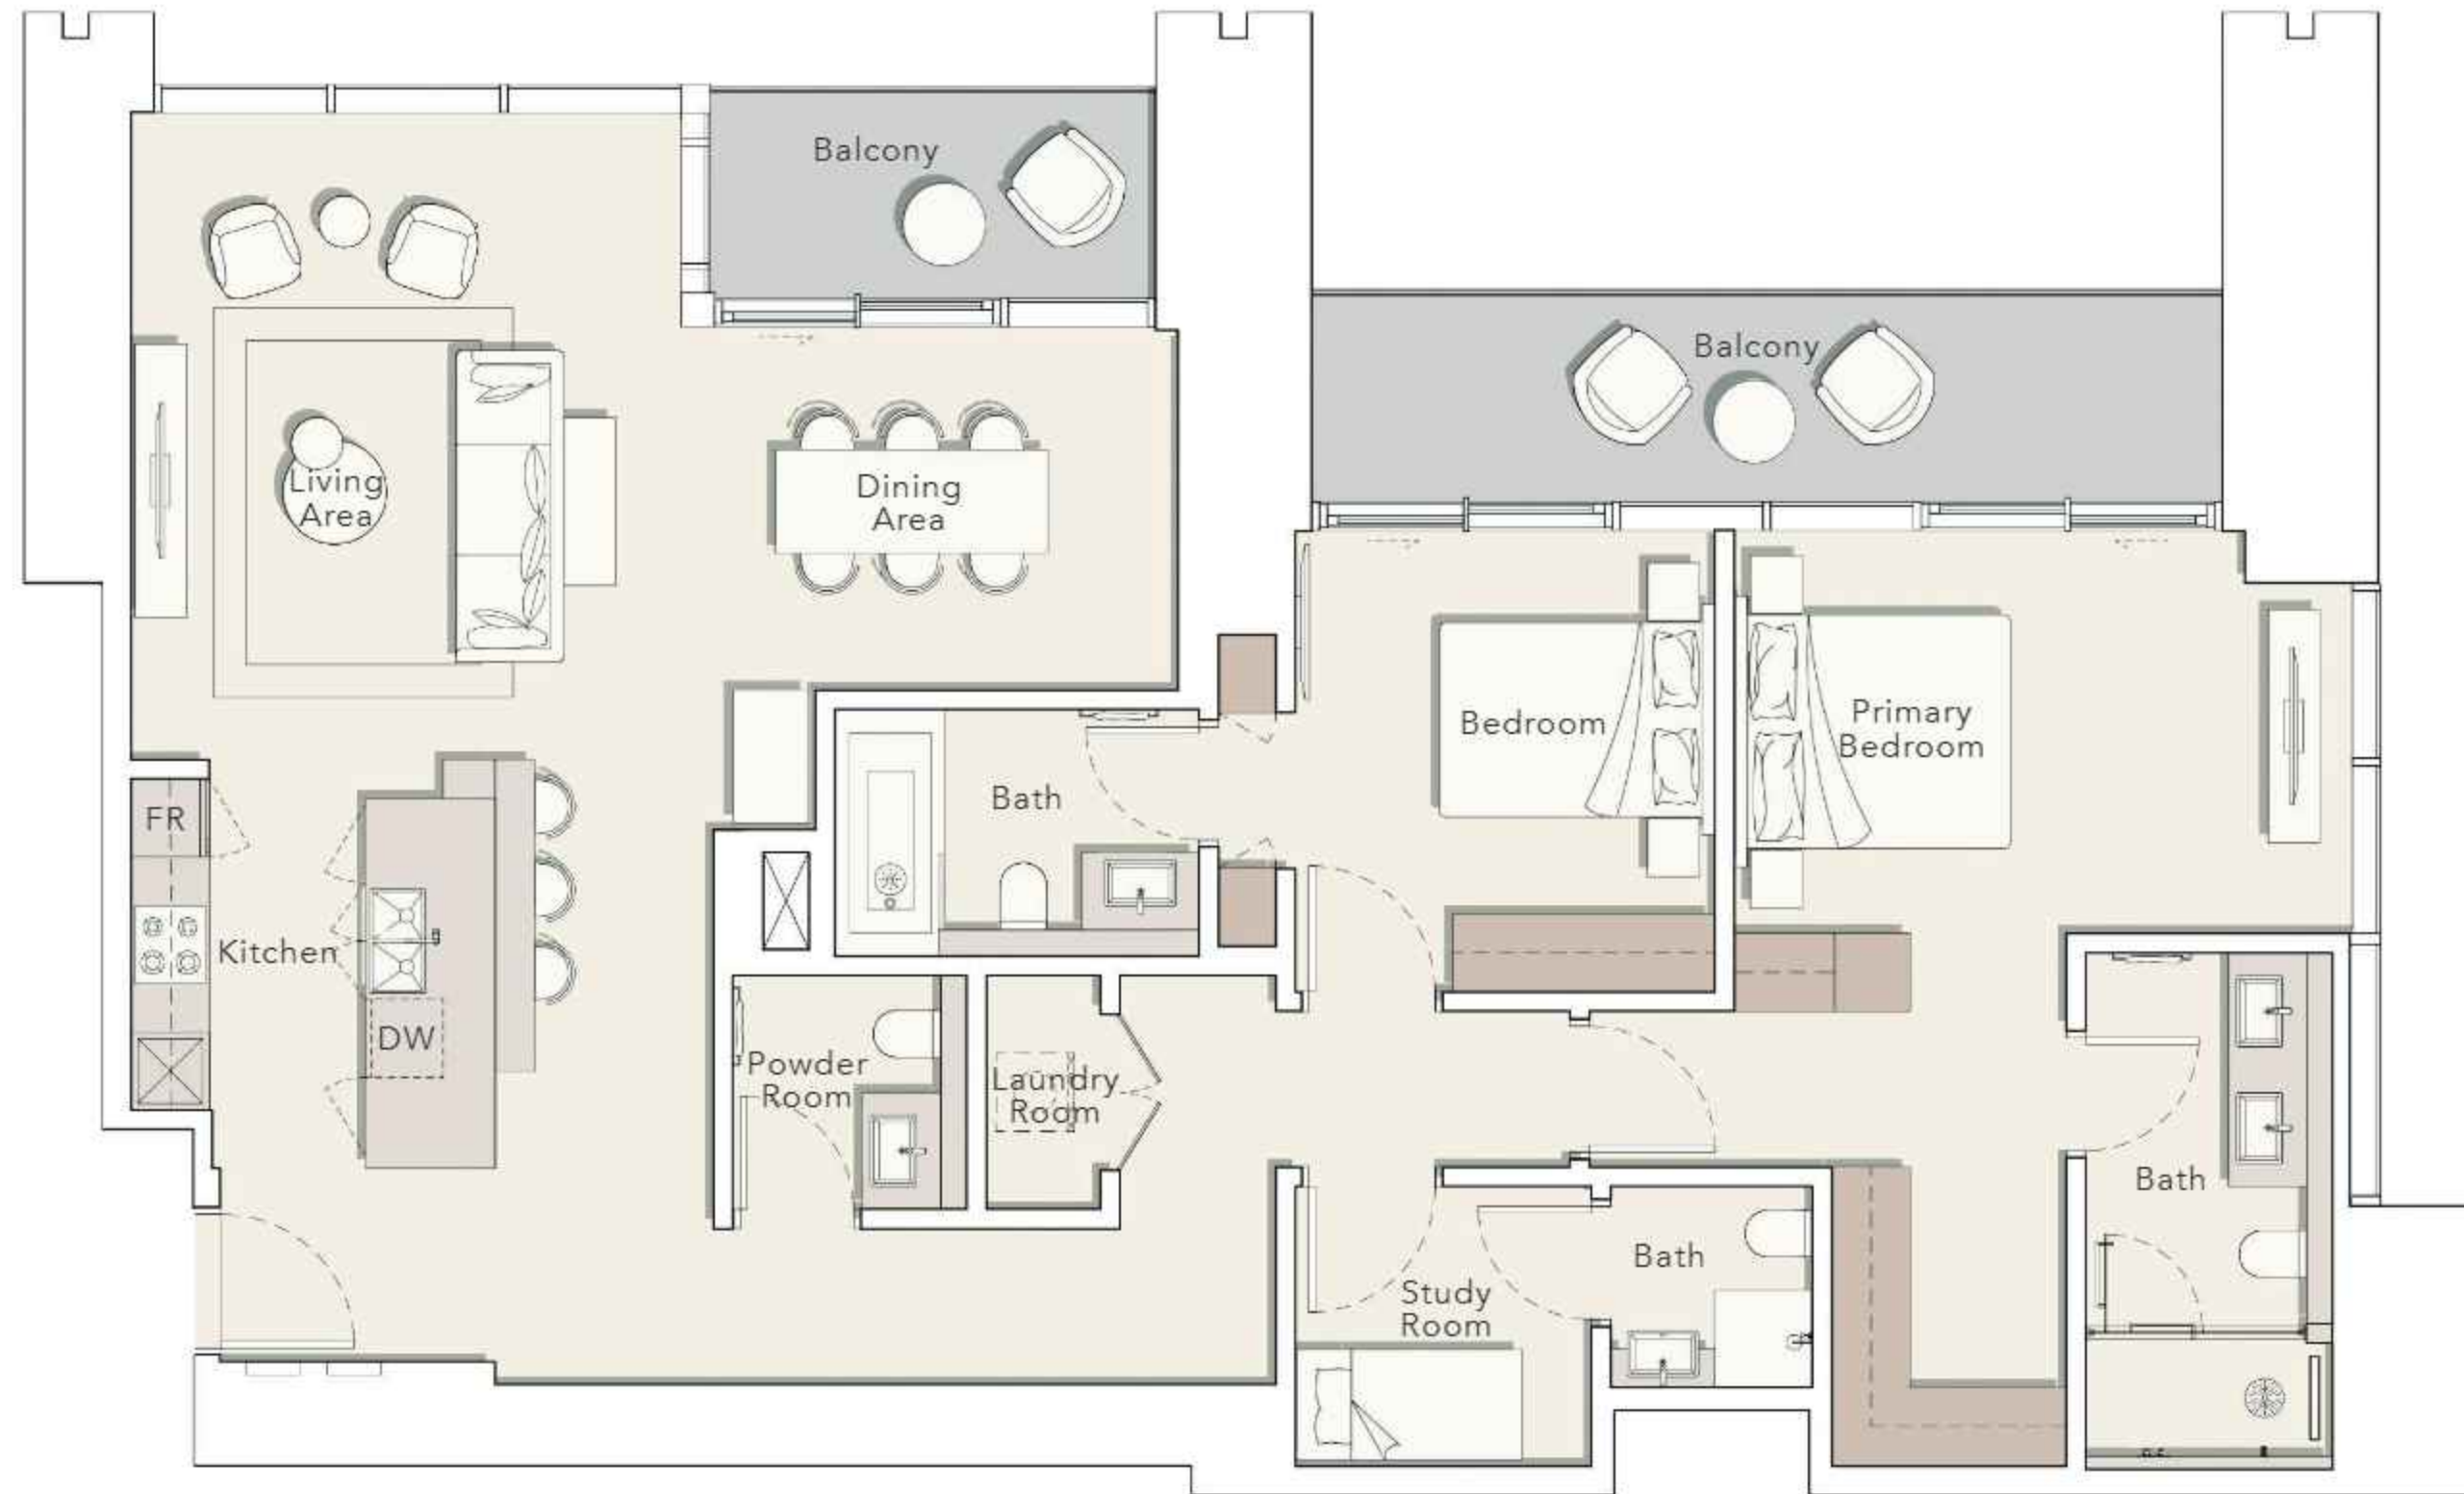 Balcony
Balcony
Living
Area
Dining
Area
Bedroom
Primary
Bedroom
Bath
FR
Kitchen
DW
Powder
Room
Laundry
Room
Bath
Bath
Study
Room